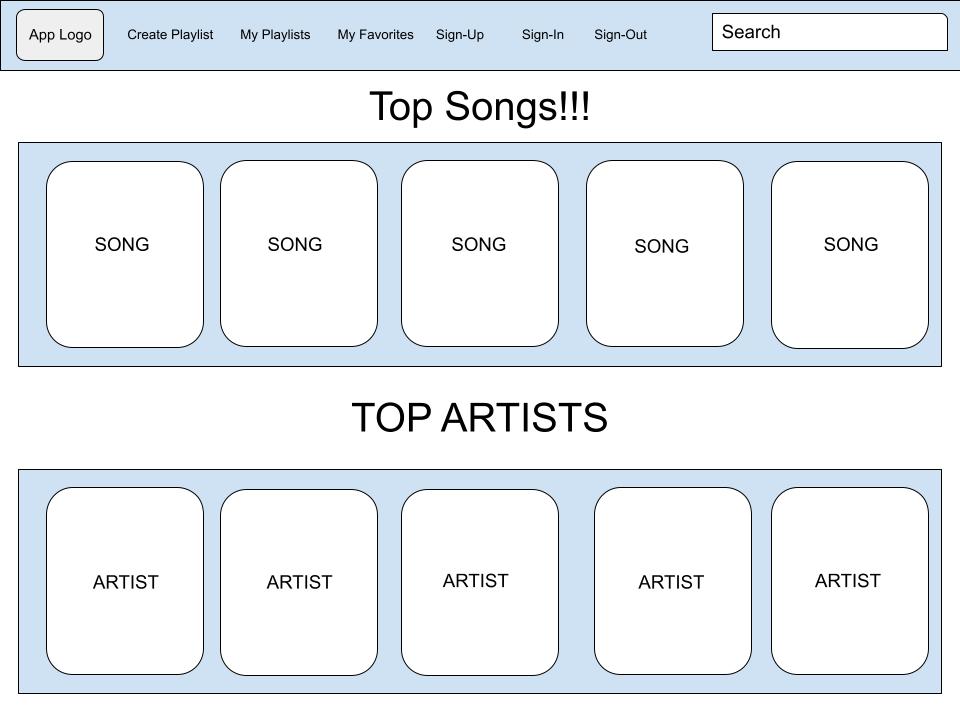 App Logo Create Playlist My Playlists My Favorites Sign-Up Sign-In Sign-Out Search
Top Songs!!!
SONG SONG SONG SONG SONG
TOP ARTISTS
ARTIST ARTIST ARTIST ARTIST ARTIST